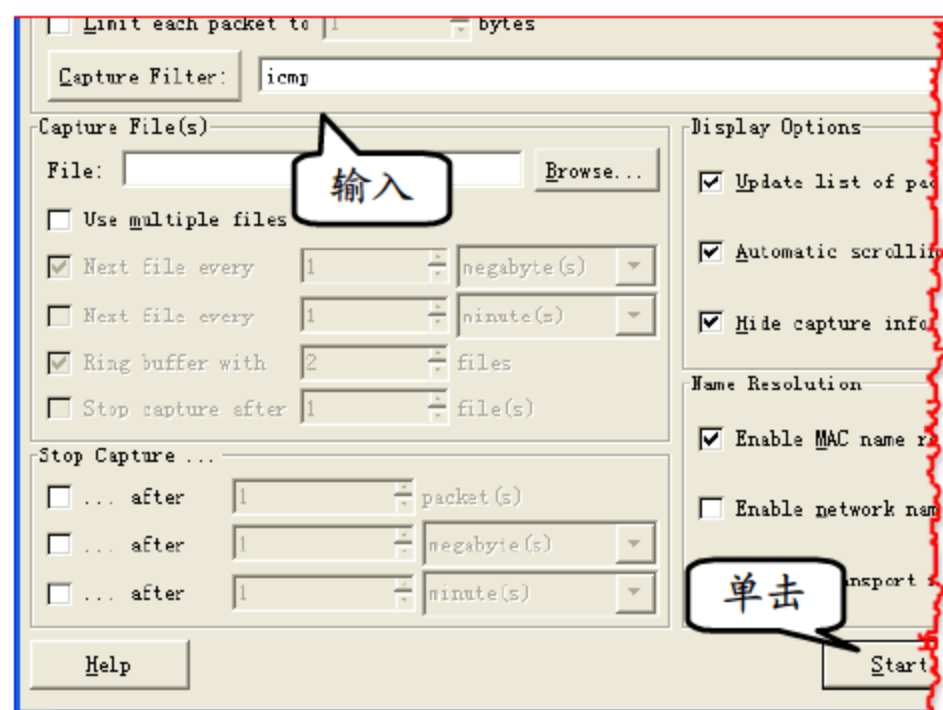 Limit each packet to 1 bytes
Capture Filter: icmp
Capture File(s)
File: Browse...
输入
Use multiple files
Next file every 1 megabyte(s)
Next file every 1 minute(s)
Ring buffer with 2 files
Stop capture after 1 file(s)
Stop Capture ...
... after 1 packet(s)
... after 1 megabyte(s)
... after 1 minute(s)
Help
Display Options
Update list of pac
Automatic scrollin
Hide capture info
Name Resolution
Enable MAC name r
Enable network nam
nsport
单击
Start